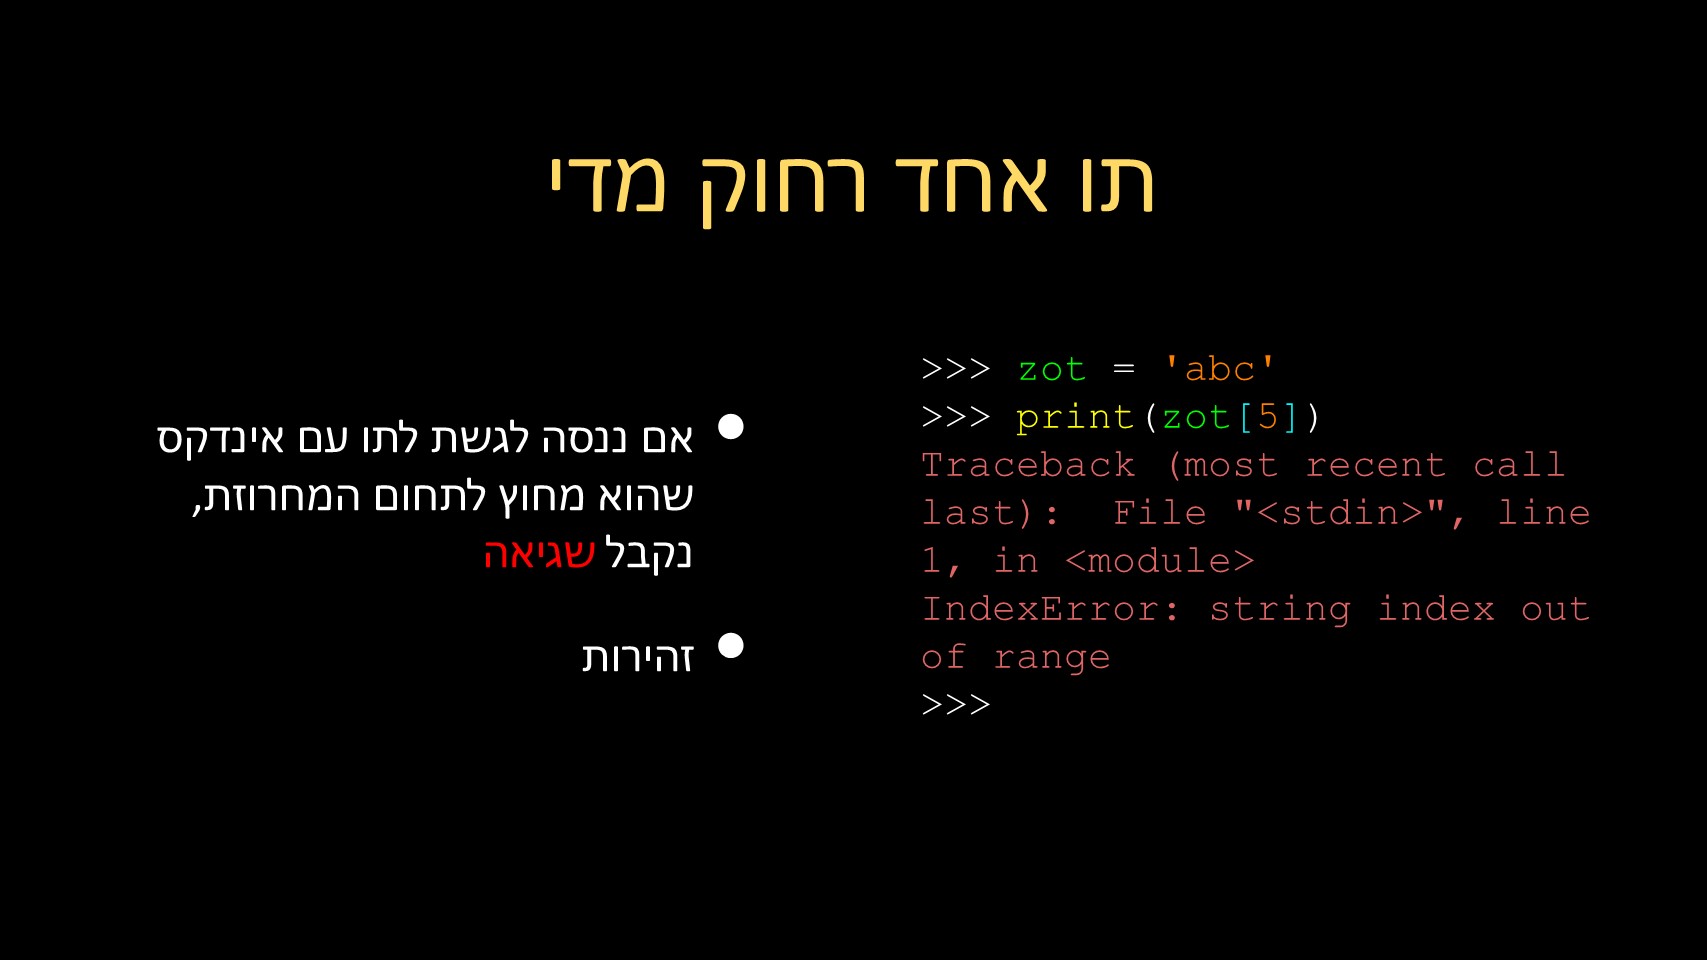 תו אחד רחוק מדי
אם ננסה לגשת לתו עם אינדקס
שהוא מחוץ לתחום המחרוזת,
נקבל שגיאה
זהירות
>>> zot = 'abc'
>>> print(zot[5])
Traceback (most recent call
last):  File "<stdin>", line
1, in <module>
IndexError: string index out
of range
>>>